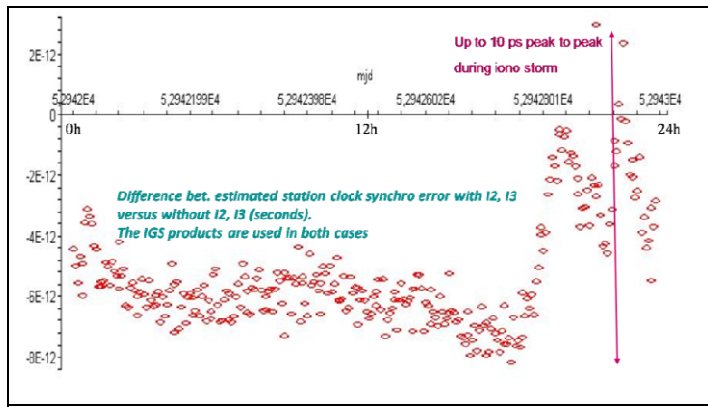 2E-12
Up to 10 ps peak to peak
during iono storm
mjd
5,2942E4 5,2942199E4 5,2942398E4 5,2942602E4 5,2942801E4 5,2943E4
0
0h 12h 24h
-2E-12
Difference bet. estimated station clock synchro error with I2, I3
versus without I2, I3 (seconds).
The IGS products are used in both cases
-4E-12
-6E-12
-8E-12